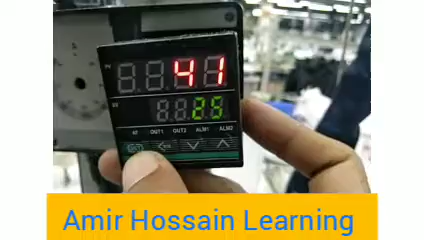 PV
41
SV
25
AT OUT1 OUT2 ALM1 ALM2
SET
Amir Hossain Learning